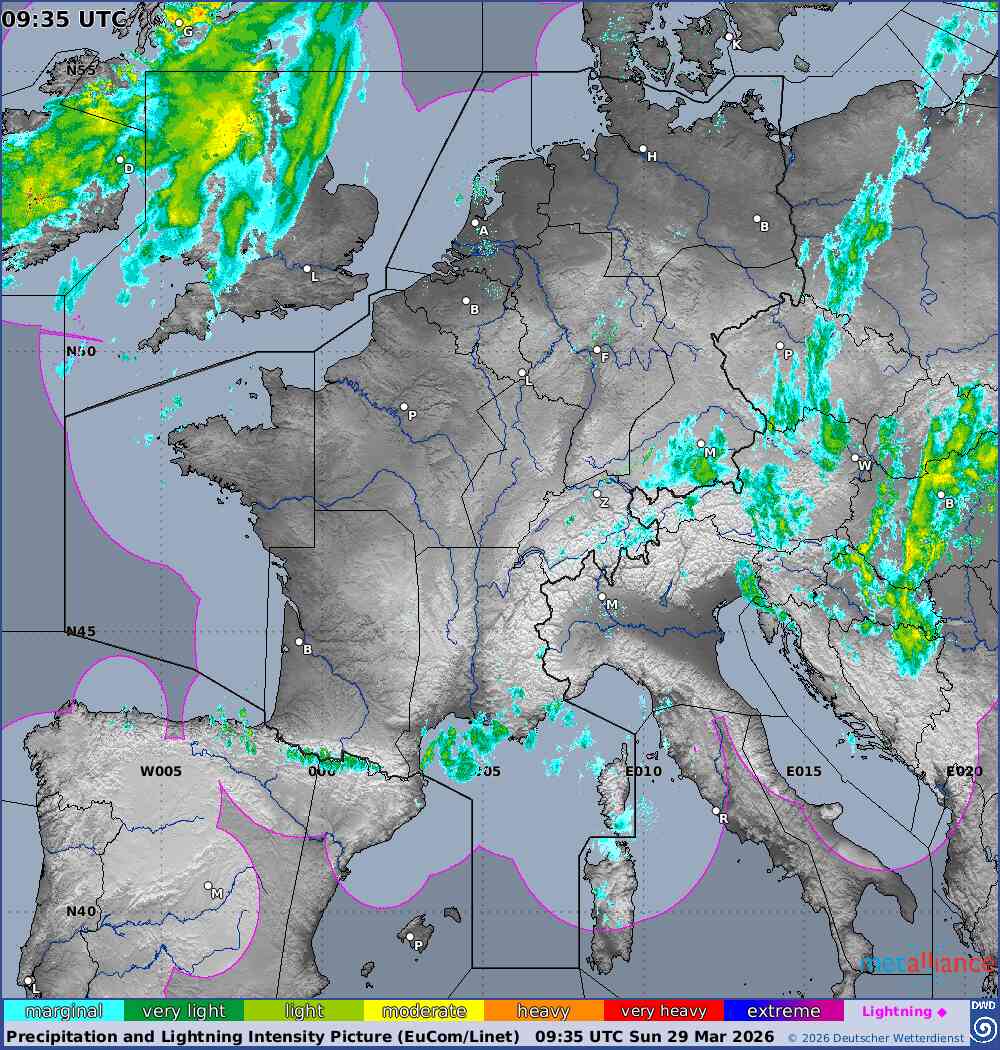 09:35 UTC
G
K
N55
D
H
A
B
L
B
N50
F
P
L
P
M
W
Z
B
M
N45
B
W005
000
005
E010
E015
E020
R
M
N40
P
L
metalliance
marginal very light light moderate heavy very heavy extreme Lightning ◆ DWD
Precipitation and Lightning Intensity Picture (EuCom/Linet) 09:35 UTC Sun 29 Mar 2026 © 2026 Deutscher Wetterdienst